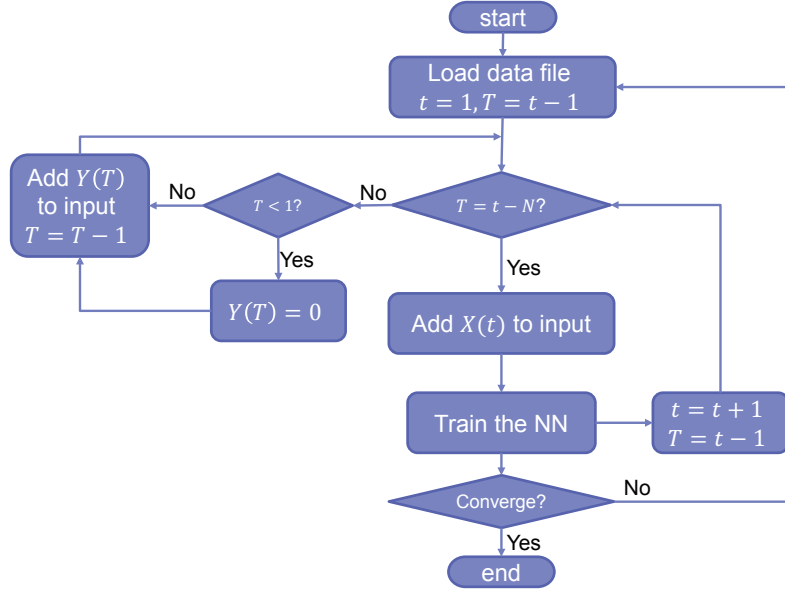 start
Load data file
t = 1, T = t − 1
Add Y(T)
to input
T = T − 1
No
T < 1?
No
T = t − N?
Yes
Yes
Y(T) = 0
Add X(t) to input
Train the NN
t = t + 1
T = t − 1
Converge?
No
Yes
end